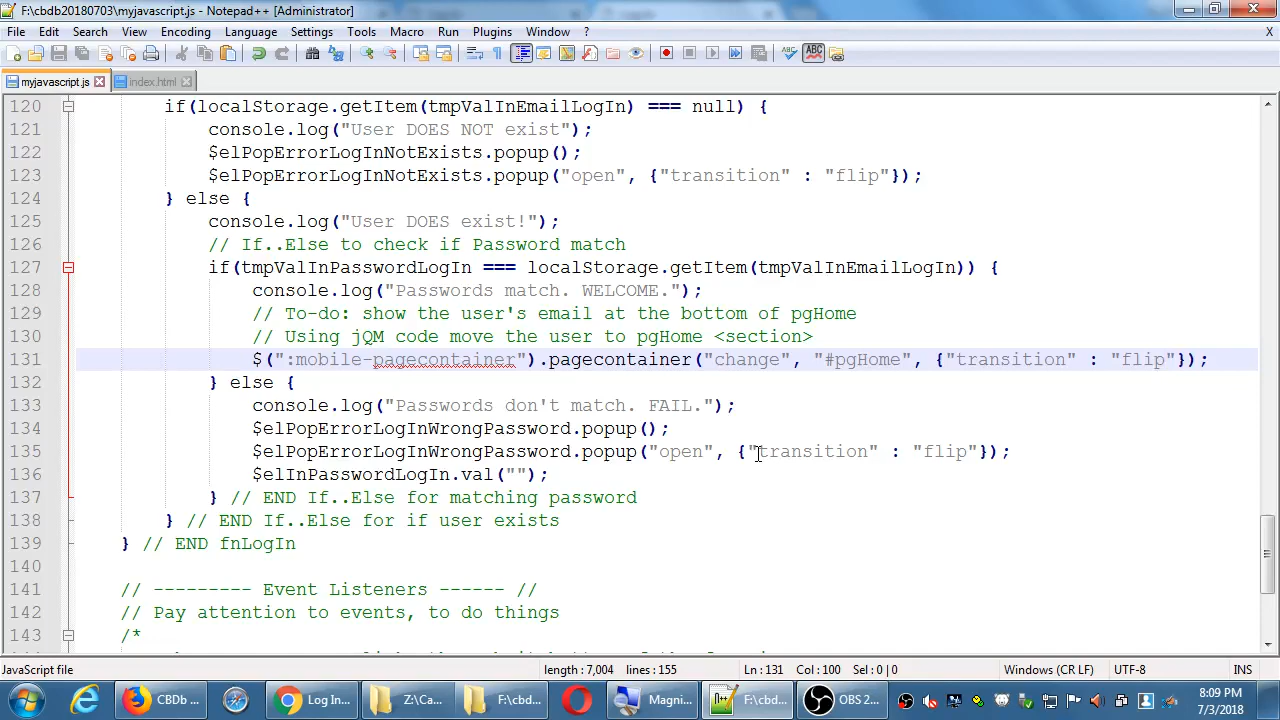 F:\cbdb20180703\myjavascript.js - Notepad++ [Administrator]
File Edit Search View Encoding Language Settings Tools Macro Run Plugins Window ? X
myjavascript.js index.html
120 if(localStorage.getItem(tmpValInEmailLogIn) === null) {
121 console.log("User DOES NOT exist");
122 $elPopErrorLogInNotExists.popup();
123 $elPopErrorLogInNotExists.popup("open", {"transition" : "flip"});
124 } else {
125 console.log("User DOES exist!");
126 // If..Else to check if Password match
127 if(tmpValInPasswordLogIn === localStorage.getItem(tmpValInEmailLogIn)) {
128 console.log("Passwords match. WELCOME.");
129 // To-do: show the user's email at the bottom of pgHome
130 // Using jQM code move the user to pgHome <section>
131 $(":mobile-pagecontainer").pagecontainer("change", "#pgHome", {"transition" : "flip"});
132 } else {
133 console.log("Passwords don't match. FAIL.");
134 $elPopErrorLogInWrongPassword.popup();
135 $elPopErrorLogInWrongPassword.popup("open", {"transition" : "flip"});
136 $elInPasswordLogIn.val("");
137 } // END If..Else for matching password
138 } // END If..Else for if user exists
139 } // END fnLogIn
140
141 // --------- Event Listeners ------ //
142 // Pay attention to events, to do things
143 /*
JavaScript file length : 7,004 lines : 155 Ln : 131 Col : 100 Sel : 0 | 0 Windows (CR LF) UTF-8 INS
CBDb ... Log In... Z:\Ca... F:\cbd... Magni... F:\cbd... OBS 2... 8:09 PM
7/3/2018